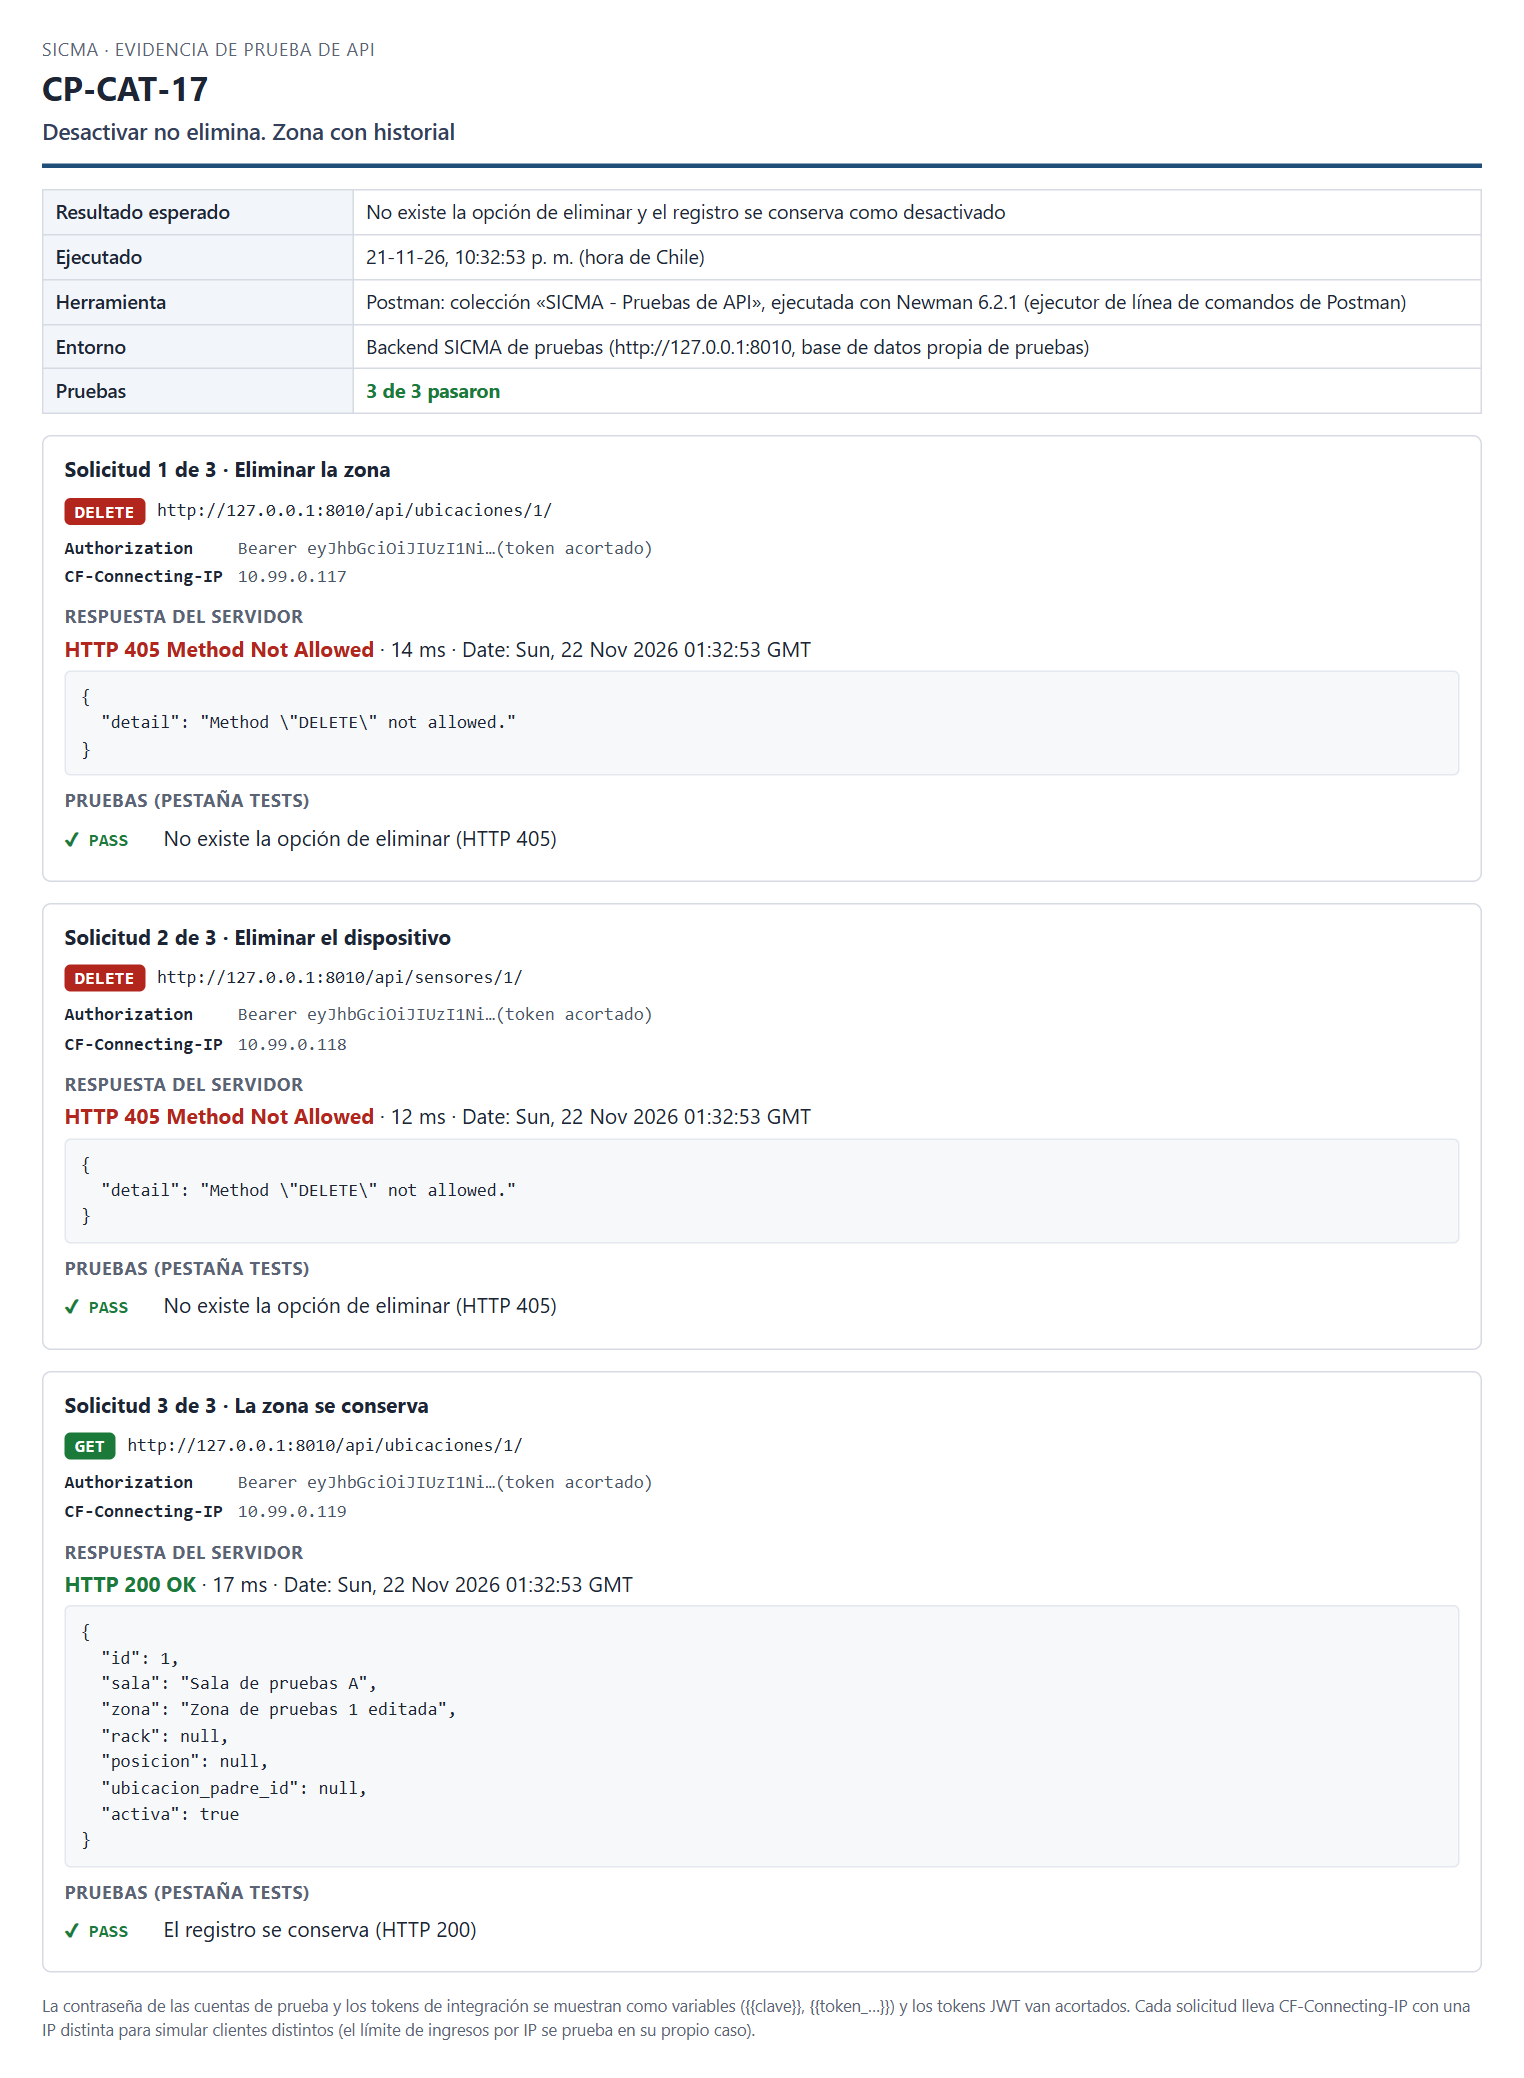 SICMA · EVIDENCIA DE PRUEBA DE API
CP-CAT-17
Desactivar no elimina. Zona con historial
Resultado esperado No existe la opción de eliminar y el registro se conserva como desactivado
Ejecutado 21-11-26, 10:32:53 p. m. (hora de Chile)
Herramienta Postman: colección «SICMA - Pruebas de API», ejecutada con Newman 6.2.1 (ejecutor de línea de comandos de Postman)
Entorno Backend SICMA de pruebas (http://127.0.0.1:8010, base de datos propia de pruebas)
Pruebas 3 de 3 pasaron
Solicitud 1 de 3 · Eliminar la zona
DELETE http://127.0.0.1:8010/api/ubicaciones/1/
Authorization Bearer eyJhbGciOiJIUzI1Ni…(token acortado)
CF-Connecting-IP 10.99.0.117
RESPUESTA DEL SERVIDOR
HTTP 405 Method Not Allowed · 14 ms · Date: Sun, 22 Nov 2026 01:32:53 GMT
{
"detail": "Method \"DELETE\" not allowed."
}
PRUEBAS (PESTAÑA TESTS)
✔ PASS No existe la opción de eliminar (HTTP 405)
Solicitud 2 de 3 · Eliminar el dispositivo
DELETE http://127.0.0.1:8010/api/sensores/1/
Authorization Bearer eyJhbGciOiJIUzI1Ni…(token acortado)
CF-Connecting-IP 10.99.0.118
RESPUESTA DEL SERVIDOR
HTTP 405 Method Not Allowed · 12 ms · Date: Sun, 22 Nov 2026 01:32:53 GMT
{
"detail": "Method \"DELETE\" not allowed."
}
PRUEBAS (PESTAÑA TESTS)
✔ PASS No existe la opción de eliminar (HTTP 405)
Solicitud 3 de 3 · La zona se conserva
GET http://127.0.0.1:8010/api/ubicaciones/1/
Authorization Bearer eyJhbGciOiJIUzI1Ni…(token acortado)
CF-Connecting-IP 10.99.0.119
RESPUESTA DEL SERVIDOR
HTTP 200 OK · 17 ms · Date: Sun, 22 Nov 2026 01:32:53 GMT
{
"id": 1,
"sala": "Sala de pruebas A",
"zona": "Zona de pruebas 1 editada",
"rack": null,
"posicion": null,
"ubicacion_padre_id": null,
"activa": true
}
PRUEBAS (PESTAÑA TESTS)
✔ PASS El registro se conserva (HTTP 200)
La contraseña de las cuentas de prueba y los tokens de integración se muestran como variables ({{clave}}, {{token_…}}) y los tokens JWT van acortados. Cada solicitud lleva CF-Connecting-IP con una
IP distinta para simular clientes distintos (el límite de ingresos por IP se prueba en su propio caso).